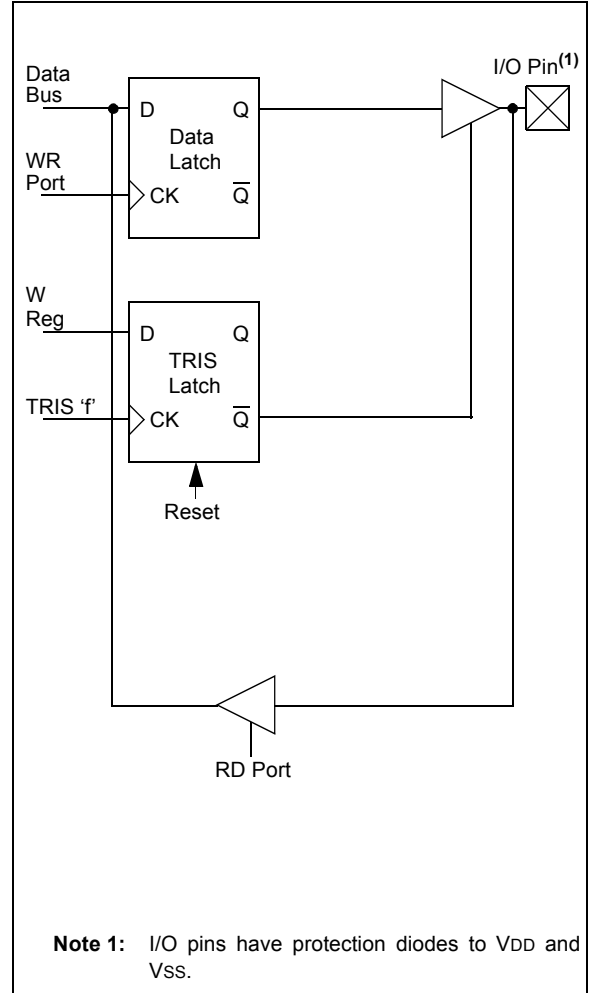 Data
Bus
I/O Pin(1)
D Q
Data
Latch
WR
Port
CK Q̅
W
Reg
D Q
TRIS
Latch
TRIS ‘f’
CK Q̅
Reset
RD Port
Note 1: I/O pins have protection diodes to VDD and
VSS.